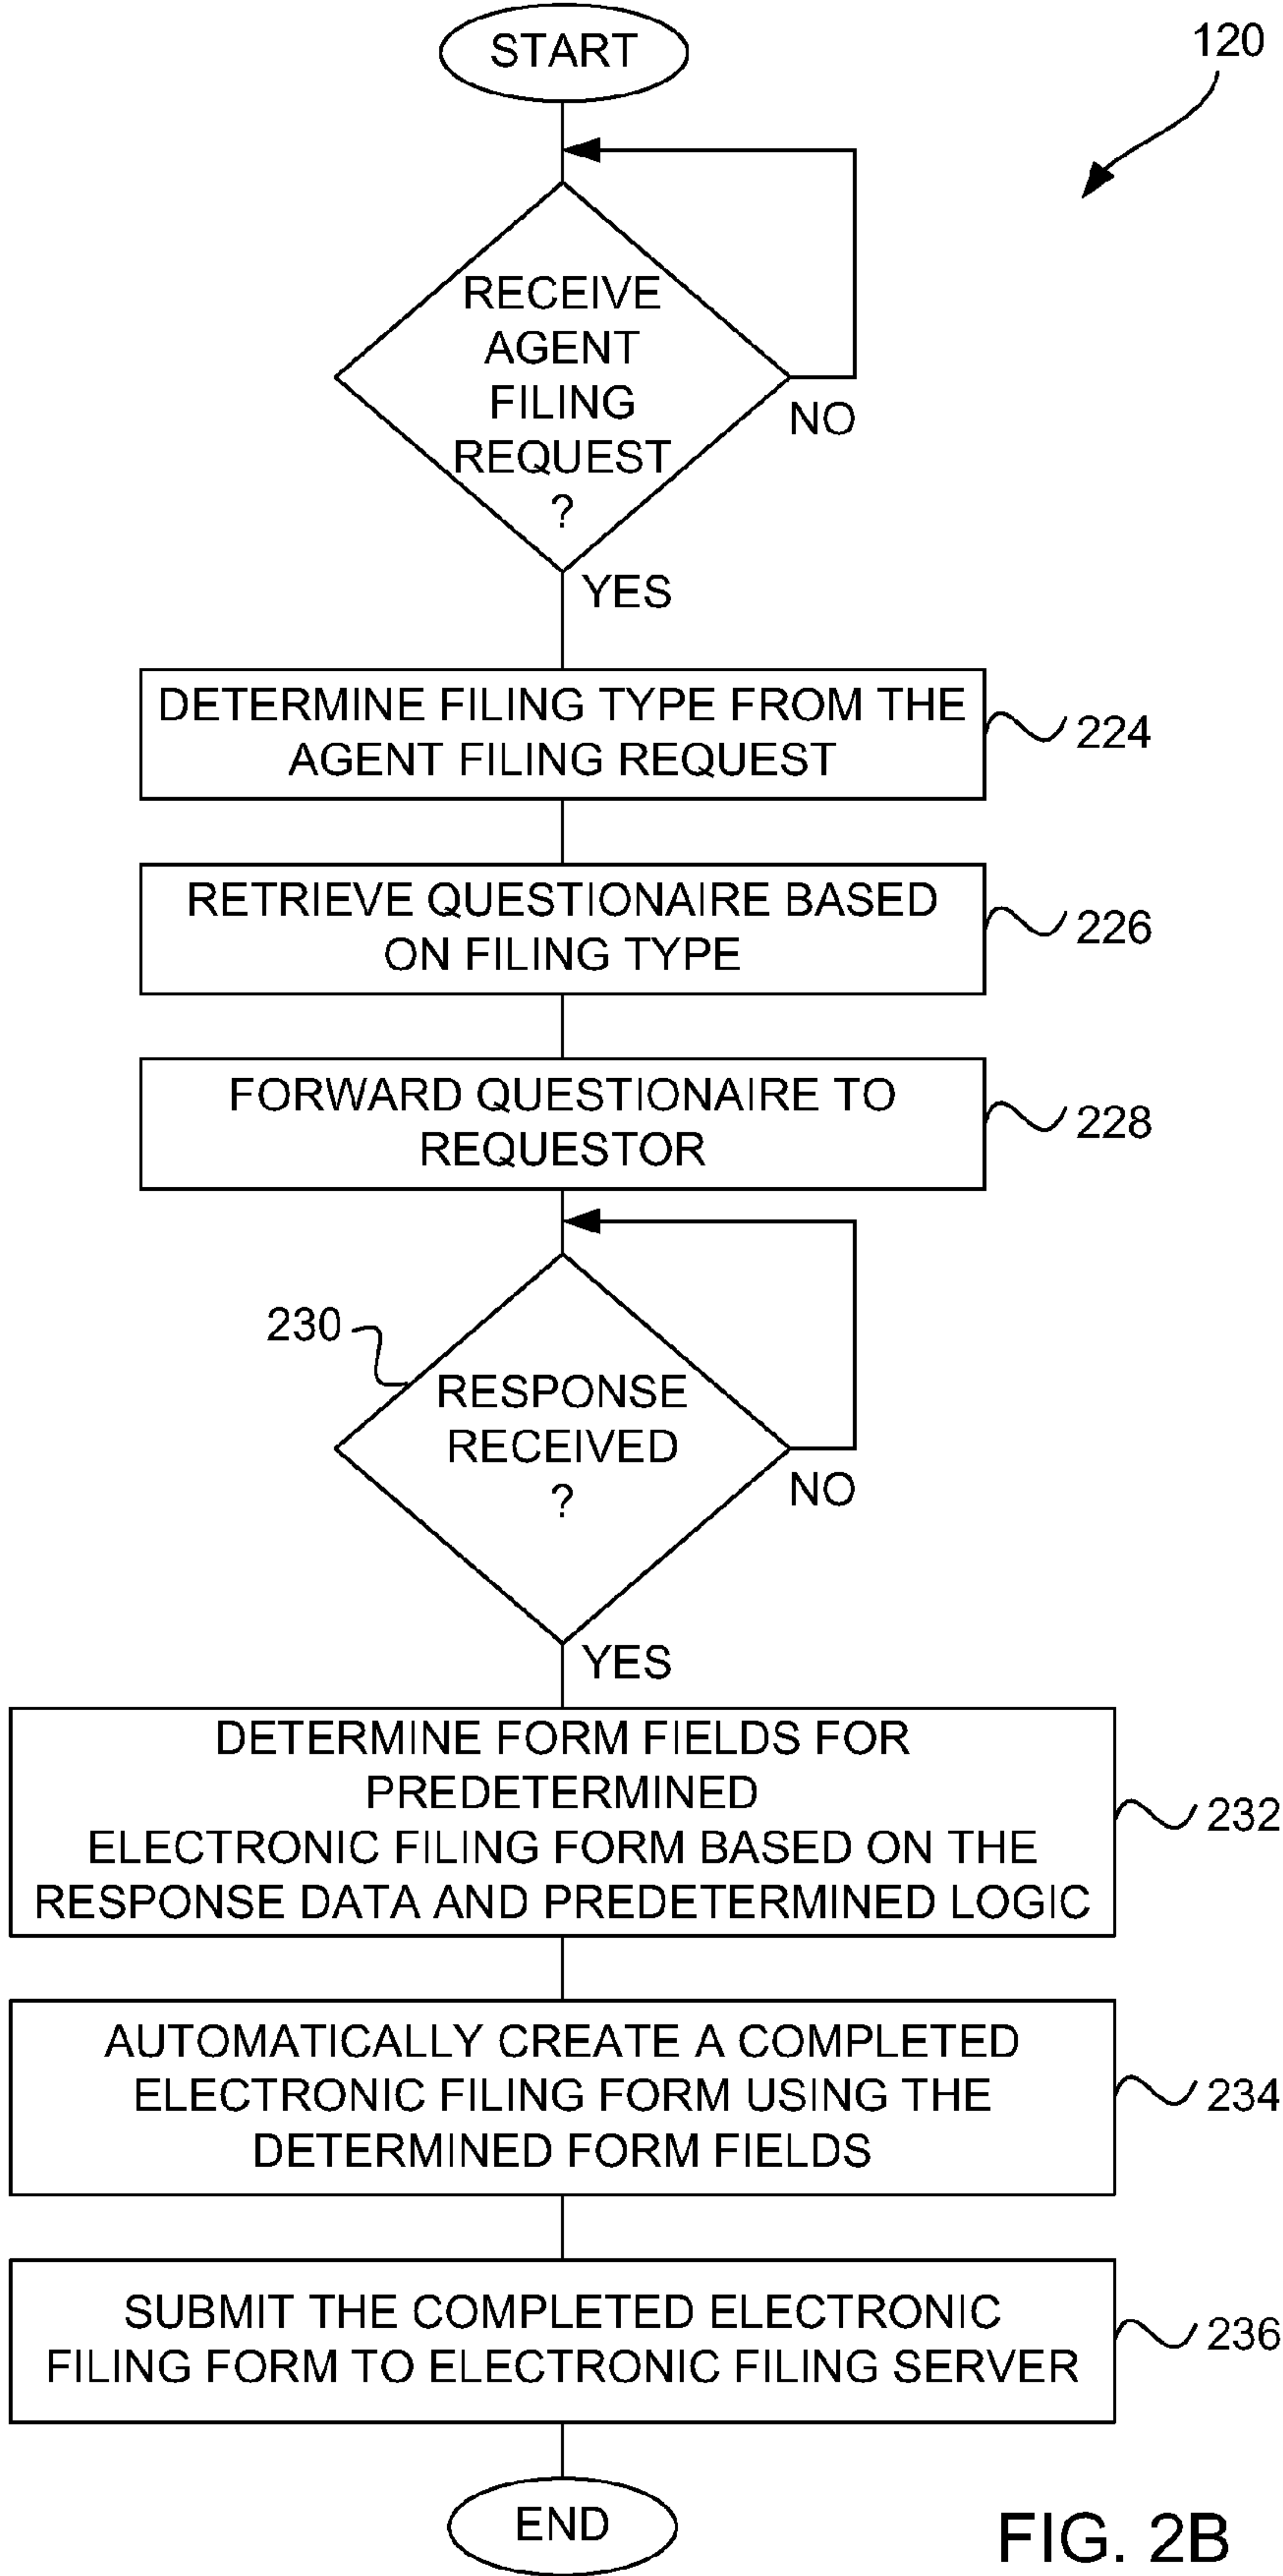 START
120
RECEIVE
AGENT
FILING
REQUEST
?
NO
YES
DETERMINE FILING TYPE FROM THE
AGENT FILING REQUEST
224
RETRIEVE QUESTIONAIRE BASED
ON FILING TYPE
226
FORWARD QUESTIONAIRE TO
REQUESTOR
228
230
RESPONSE
RECEIVED
?
NO
YES
DETERMINE FORM FIELDS FOR
PREDETERMINED
ELECTRONIC FILING FORM BASED ON THE
RESPONSE DATA AND PREDETERMINED LOGIC
232
AUTOMATICALLY CREATE A COMPLETED
ELECTRONIC FILING FORM USING THE
DETERMINED FORM FIELDS
234
SUBMIT THE COMPLETED ELECTRONIC
FILING FORM TO ELECTRONIC FILING SERVER
236
END
FIG. 2B